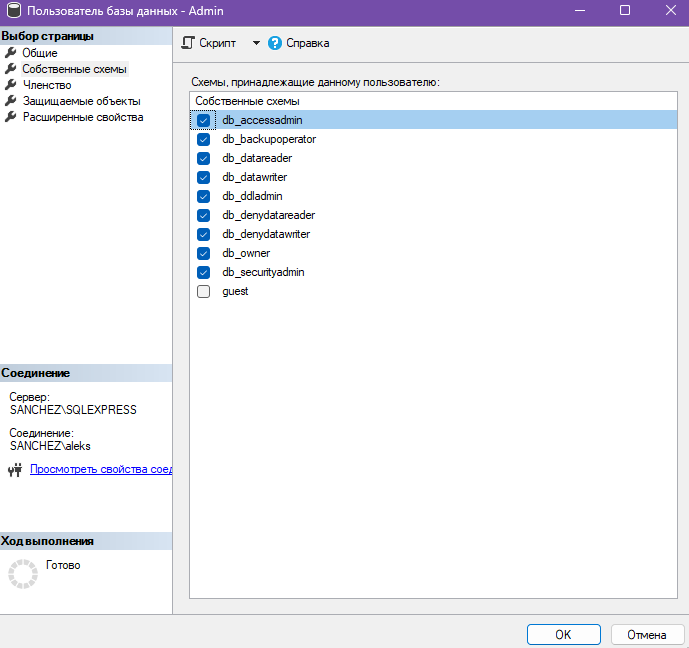 Пользователь базы данных - Admin
Выбор страницы
Общие
Собственные схемы
Членство
Защищаемые объекты
Расширенные свойства
Скрипт
Справка
Схемы, принадлежащие данному пользователю:
Собственные схемы
db_accessadmin
db_backupoperator
db_datareader
db_datawriter
db_ddladmin
db_denydatareader
db_denydatawriter
db_owner
db_securityadmin
guest
Соединение
Сервер:
SANCHEZ\SQLEXPRESS
Соединение:
SANCHEZ\aleks
Просмотреть свойства соед
Ход выполнения
Готово
OK
Отмена